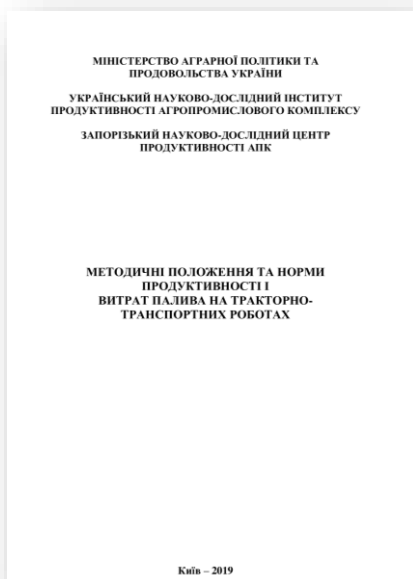 МІНІСТЕРСТВО АГРАРНОЇ ПОЛІТИКИ ТА
ПРОДОВОЛЬСТВА УКРАЇНИ
УКРАЇНСЬКИЙ НАУКОВО-ДОСЛІДНИЙ ІНСТИТУТ
ПРОДУКТИВНОСТІ АГРОПРОМИСЛОВОГО КОМПЛЕКСУ
ЗАПОРІЗЬКИЙ НАУКОВО-ДОСЛІДНИЙ ЦЕНТР
ПРОДУКТИВНОСТІ АПК
МЕТОДИЧНІ ПОЛОЖЕННЯ ТА НОРМИ
ПРОДУКТИВНОСТІ І
ВИТРАТ ПАЛИВА НА ТРАКТОРНО-
ТРАНСПОРТНИХ РОБОТАХ
Київ – 2019